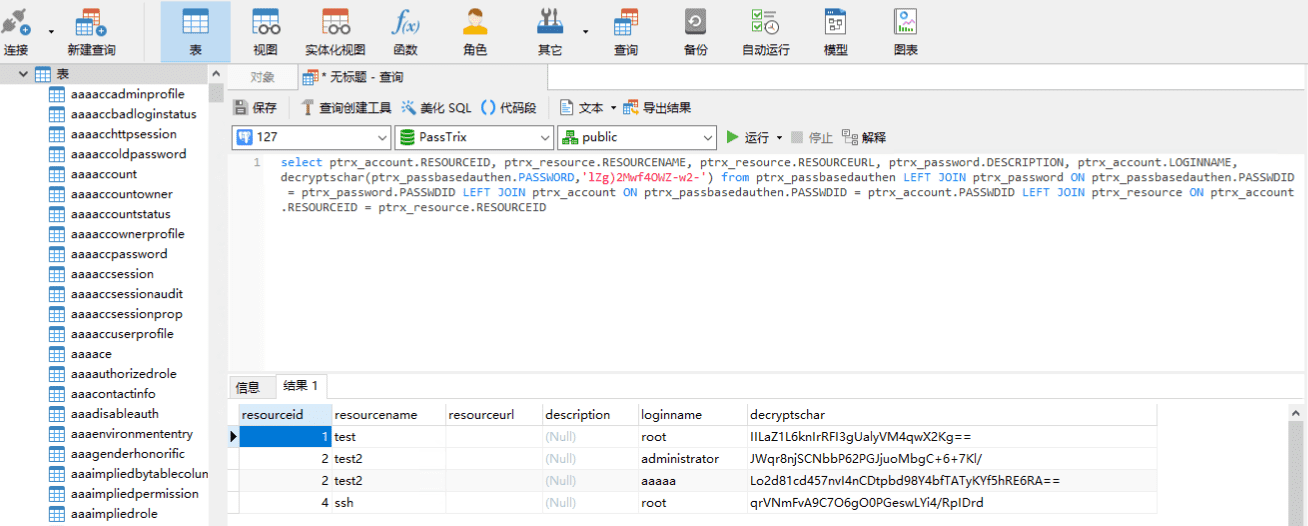 连接 新建查询 表 视图 实体化视图 函数 角色 其它 查询 备份 自动运行 模型 图表
表
aaaaccadminprofile
aaaaccbadloginstatus
aaaacchttpsession
aaaaccoldpassword
aaaaccount
aaaaccountowner
aaaaccountstatus
aaaaccownerprofile
aaaaccpassword
aaaaccsession
aaaaccsessionaudit
aaaaccsessionprop
aaaaccuserprofile
aaaace
aaaauthorizedrole
aaacontactinfo
aaadisableauth
aaaenvironmententry
aaagenderhonorific
aaaimpliedbytablecolun
aaaimpliedpermission
aaaimpliedrole
对象 * 无标题 - 查询
保存 查询创建工具 美化 SQL () 代码段 文本 导出结果
127 PassTrix public 运行 停止 解释
1 select ptrx_account.RESOURCEID, ptrx_resource.RESOURCENAME, ptrx_resource.RESOURCEURL, ptrx_password.DESCRIPTION, ptrx_account.LOGINNAME,
decryptschar(ptrx_passbasedauthen.PASSWORD,'lZg)2Mwf4OWZ-w2-') from ptrx_passbasedauthen LEFT JOIN ptrx_password ON ptrx_passbasedauthen.PASSWDID
= ptrx_password.PASSWDID LEFT JOIN ptrx_account ON ptrx_passbasedauthen.PASSWDID = ptrx_account.PASSWDID LEFT JOIN ptrx_resource ON ptrx_account
.RESOURCEID = ptrx_resource.RESOURCEID
信息 结果 1
resourceid resourcename resourceurl description loginname decryptschar
1 test (Null) root IILaZ1L6knIrRFI3gUalyVM4qwX2Kg==
2 test2 (Null) administrator JWqr8njSCNbbP62PGJjuoMbgC+6+7Kl/
2 test2 (Null) aaaaa Lo2d81cd457nvI4nCDtpbd98Y4bfTATyKYf5hRE6RA==
4 ssh (Null) root qrVNmFvA9C7O6gO0PGeswLYi4/RpIDrd